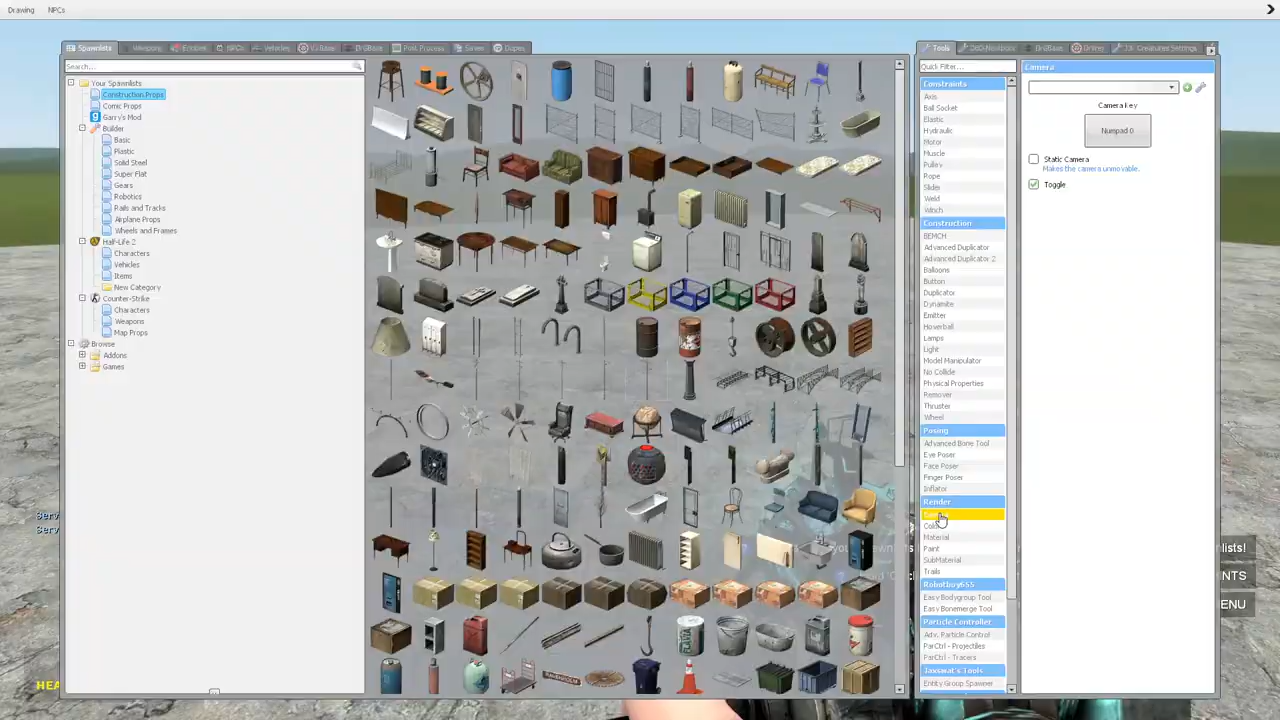 Drawing NPCs
Spawnlists Weapons Entities NPCs Vehicles DrGBase Post Process Saves Dupes
Search...
Your Spawnlists
Construction Props
Comic Props
Garry's Mod
Builder
Basic
Plastic
Solid Steel
Super Flat
Gears
Robotics
Rails and Tracks
Airplane Props
Wheels and Frames
Half-Life 2
Characters
Vehicles
Items
New Category
Counter-Strike
Characters
Weapons
Map Props
Browse
Addons
Games
Tools DrGBase
Quick Filter...
Constraints
Axis
Ball Socket
Elastic
Hydraulic
Motor
Muscle
Pulley
Rope
Slider
Weld
Winch
Construction
Advanced Duplicator
Advanced Duplicator 2
Balloons
Button
Duplicator
Dynamite
Emitter
Hoverball
Lamps
Light
Model Manipulator
No Collide
Physical Properties
Remover
Thruster
Wheel
Posing
Advanced Bone Tool
Eye Poser
Face Poser
Finger Poser
Inflator
Render
Material
Paint
SubMaterial
Trails
Robotboy655
Easy Bodygroup Tool
Easy Bonemerge Tool
Particle Controller
Adv. Particle Control
ParCtrl - Projectiles
ParCtrl - Tracers
Entity Group Spawner
Camera
Camera Key
Numpad 0
Static Camera
Makes the camera unmovable.
Toggle